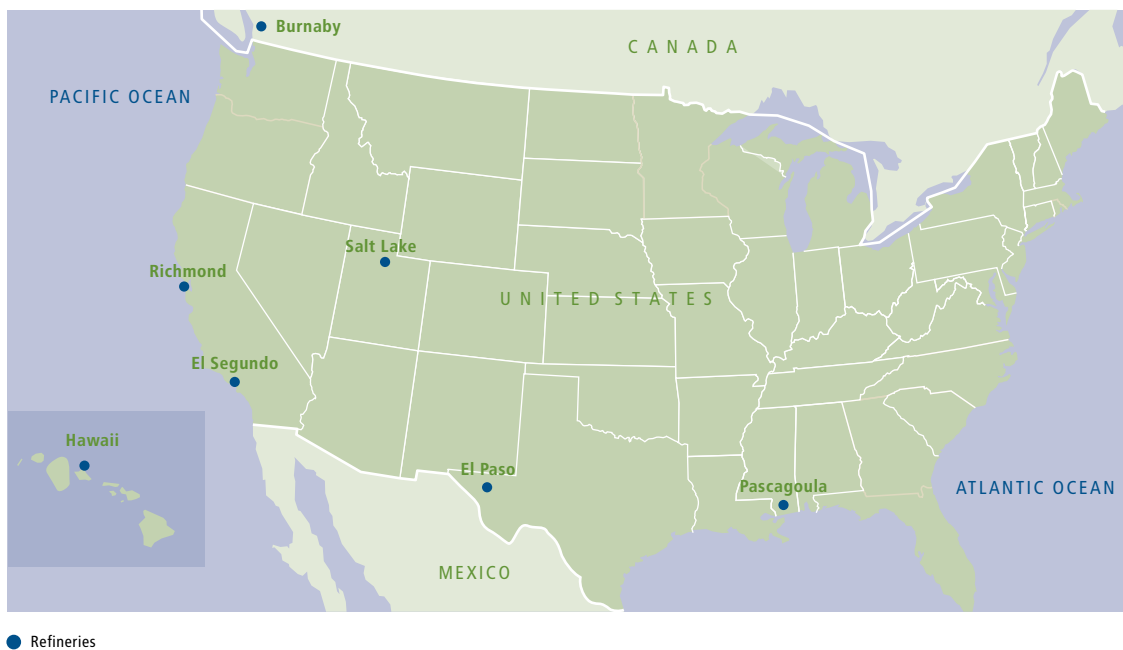 Burnaby
CANADA
PACIFIC OCEAN
Salt Lake
Richmond
UNITED STATES
El Segundo
Hawaii
El Paso
Pascagoula
ATLANTIC OCEAN
MEXICO
Refineries